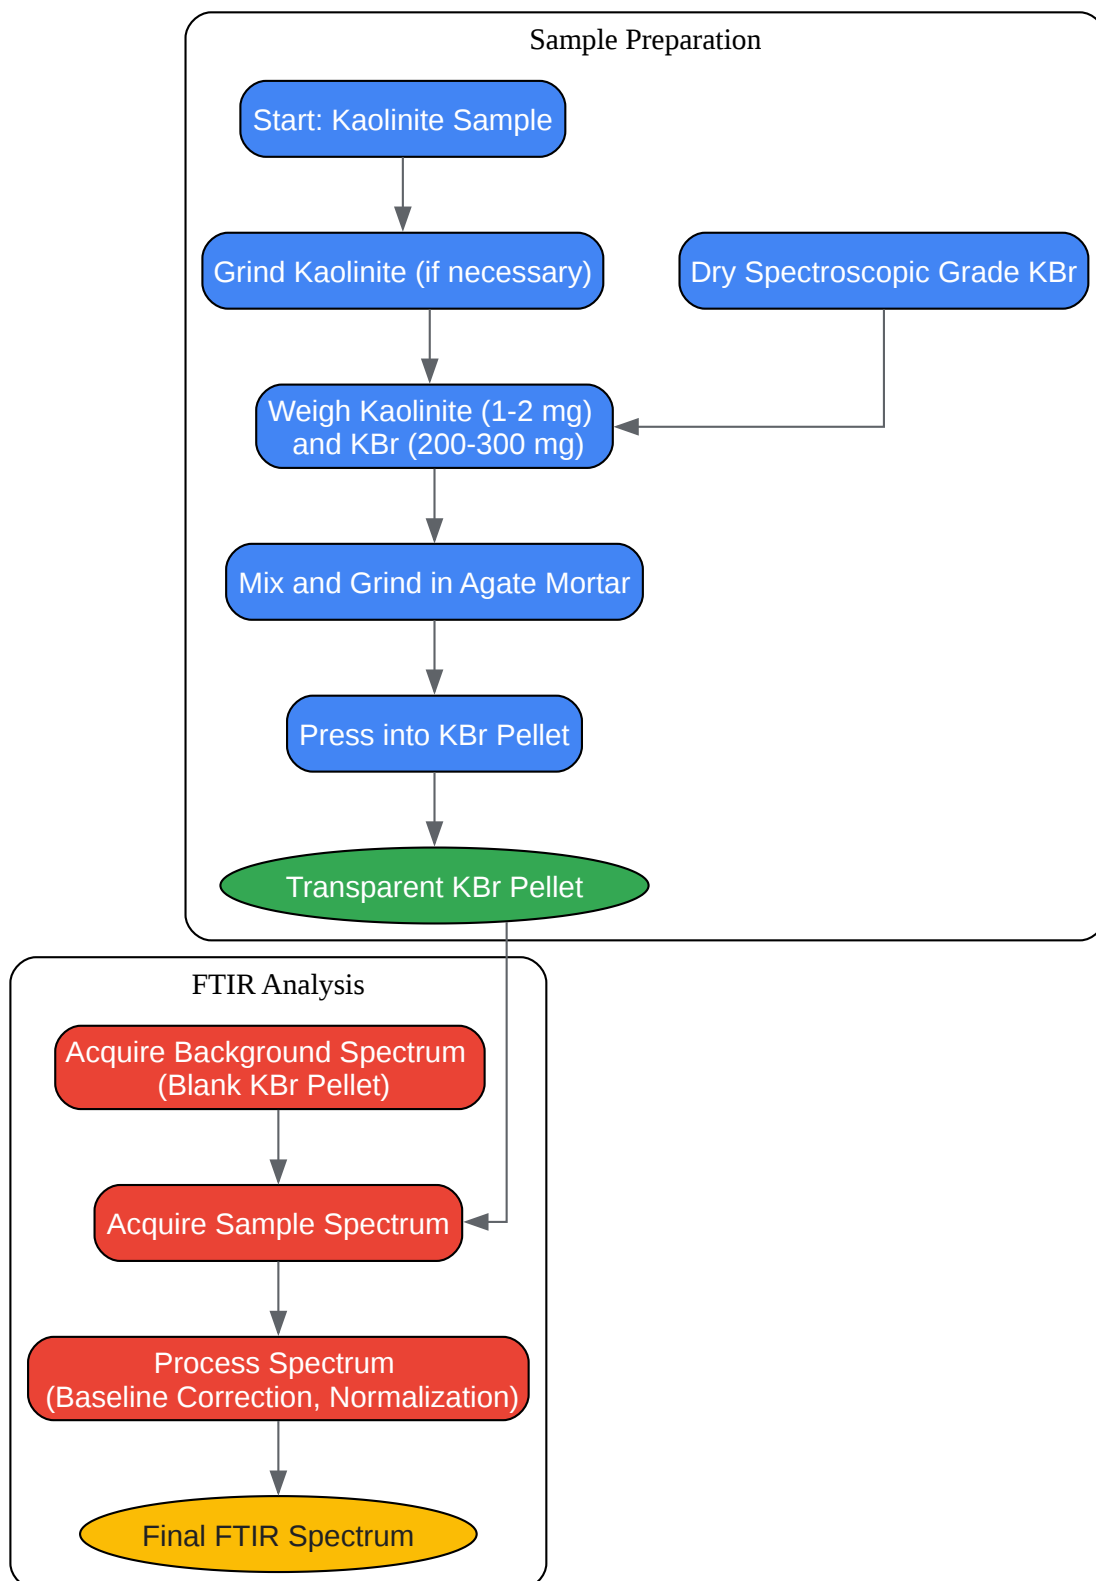 Sample Preparation
Start: Kaolinite Sample
Grind Kaolinite (if necessary)
Dry Spectroscopic Grade KBr
Weigh Kaolinite (1-2 mg)
and KBr (200-300 mg)
Mix and Grind in Agate Mortar
Press into KBr Pellet
Transparent KBr Pellet
FTIR Analysis
Acquire Background Spectrum
(Blank KBr Pellet)
Acquire Sample Spectrum
Process Spectrum
(Baseline Correction, Normalization)
Final FTIR Spectrum